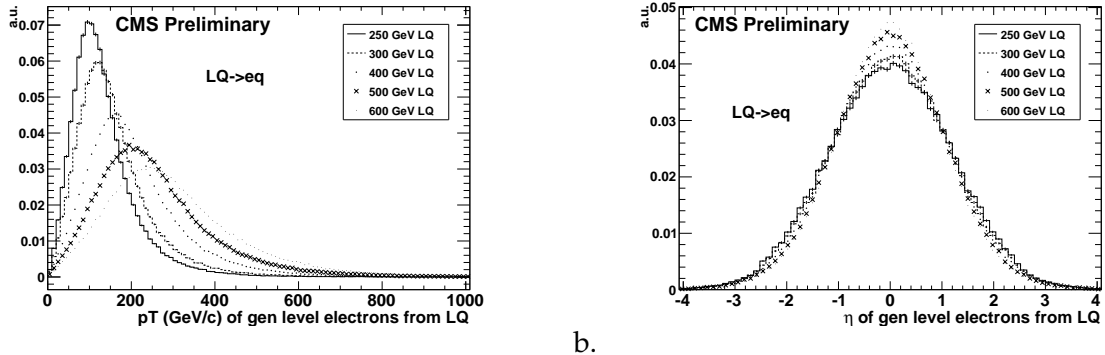 a.u.
CMS Preliminary
0.07
0.06
0.05
0.04
0.03
0.02
0.01
0
250 GeV LQ
300 GeV LQ
400 GeV LQ
500 GeV LQ
600 GeV LQ
LQ->eq
0 200 400 600 800 1000
pT (GeV/c) of gen level electrons from LQ
a.u.
CMS Preliminary
0.05
0.04
0.03
0.02
0.01
0.00
250 GeV LQ
300 GeV LQ
400 GeV LQ
500 GeV LQ
600 GeV LQ
LQ->eq
-4 -3 -2 -1 0 1 2 3 4
η of gen level electrons from LQ
b.